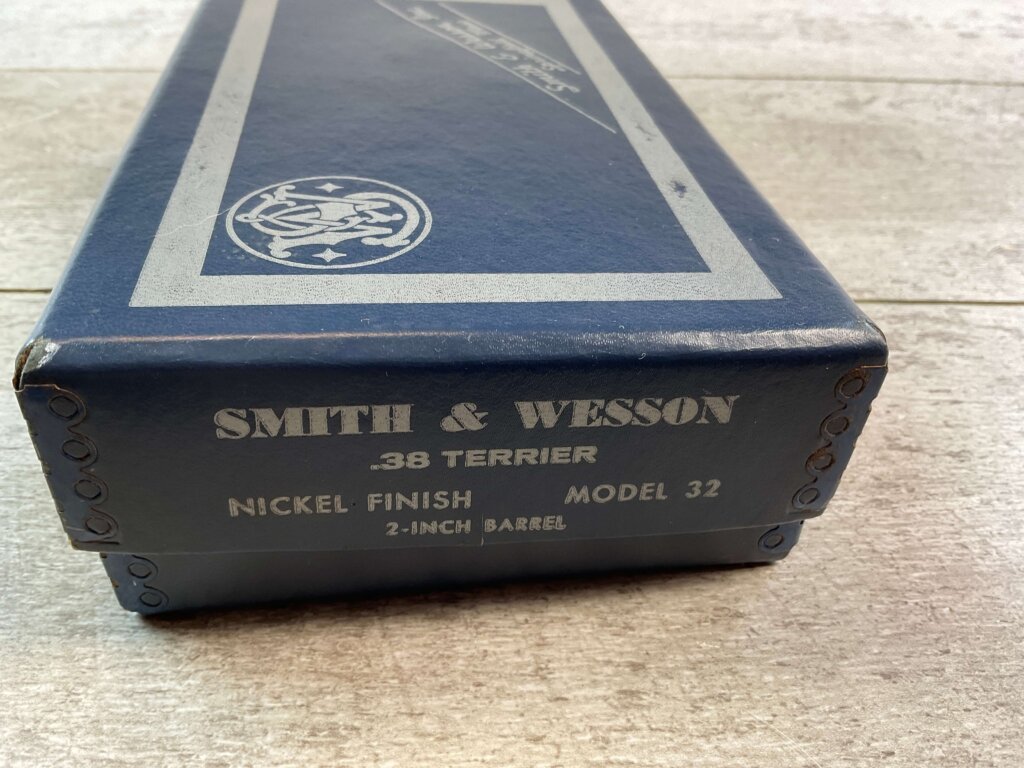 SMITH & WESSON
.38 TERRIER
NICKEL FINISH MODEL 32
2-INCH BARREL